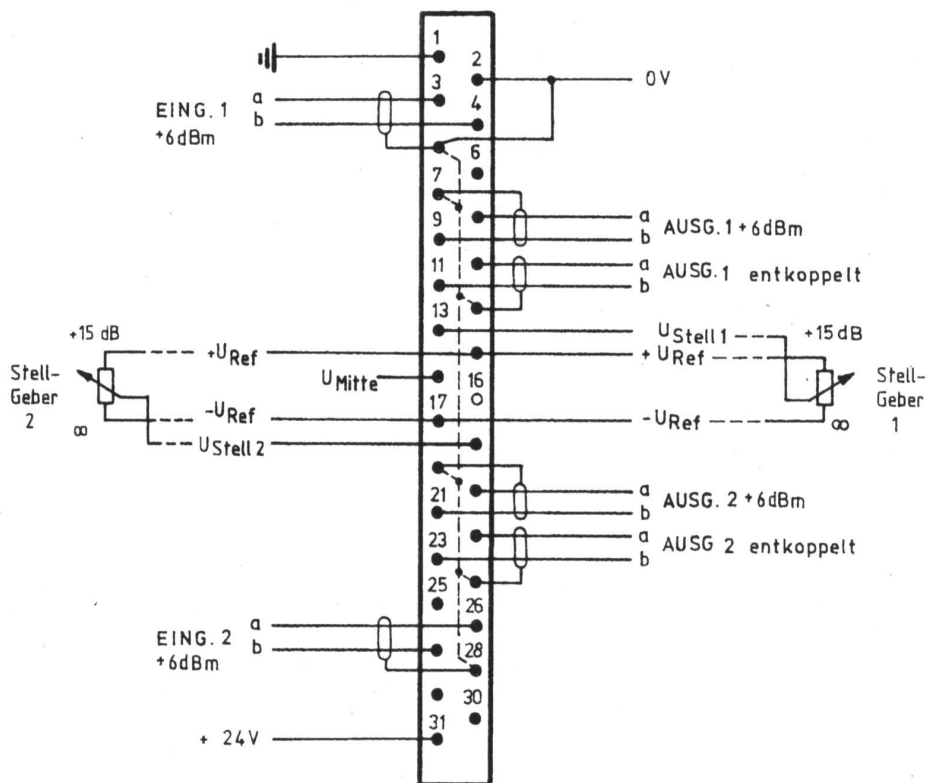 1
2
0V
3
EING. 1
+6dBm
a
b
4
6
7
9
a
b
AUSG. 1 +6dBm
11
a
b
AUSG. 1 entkoppelt
13
+15 dB
Stell-
Geber
2
∞
+URef
UMitte
-URef
UStell 2
16
17
UStell 1
+ URef
-URef
+15 dB
Stell-
Geber
1
∞
21
a
b
AUSG. 2 +6dBm
23
a
b
AUSG 2 entkoppelt
25
26
EING. 2
+6dBm
a
b
28
30
31
+ 24V